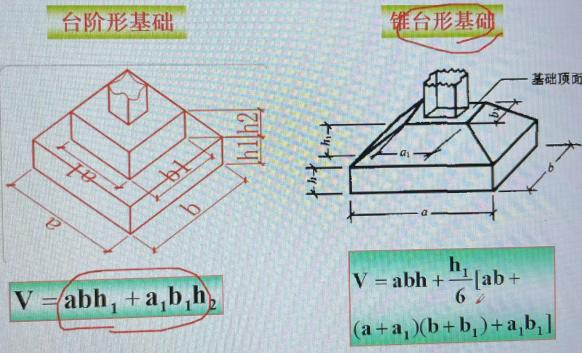 台阶形基础
锥台形基础
基础顶面
h1 h2
a1
b1
a
b
h₁
a₁
b₁
h
b
a
V = abh₁ + a₁b₁h₂
V = abh + h₁/6 [ab +
(a + a₁)(b + b₁) + a₁b₁]